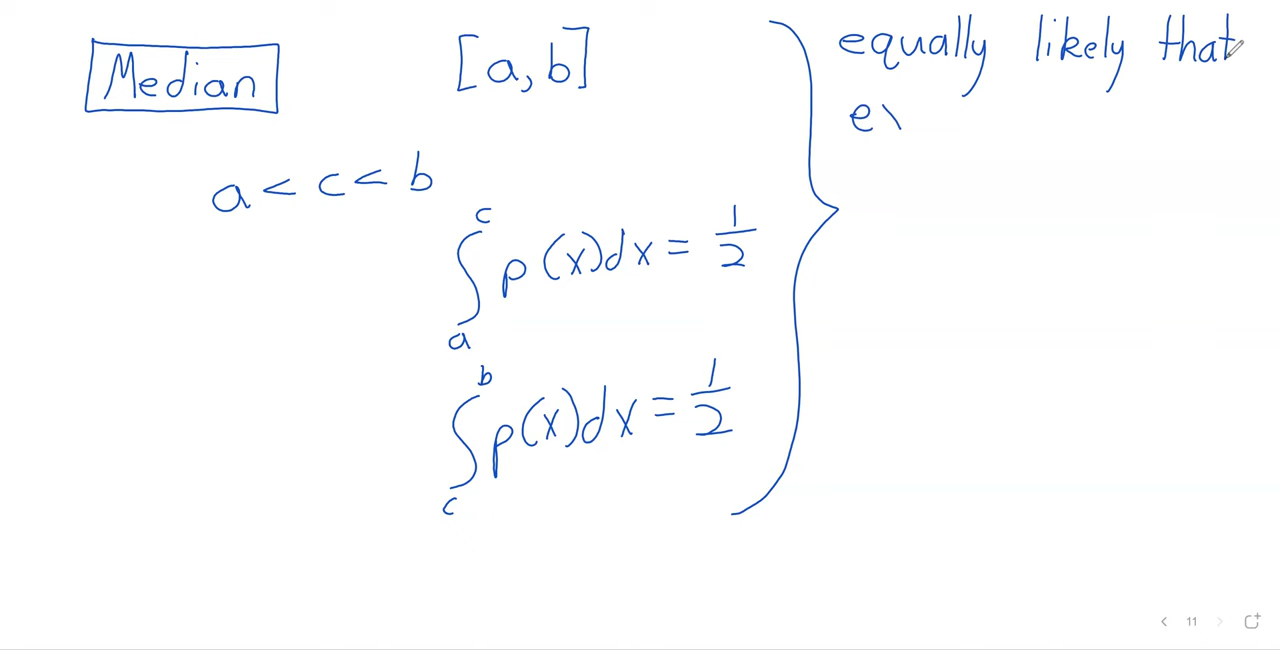 Median
[a, b]
a < c < b
∫_a^c p(x)dx = 1/2
∫_c^b p(x)dx = 1/2
equally likely that
11